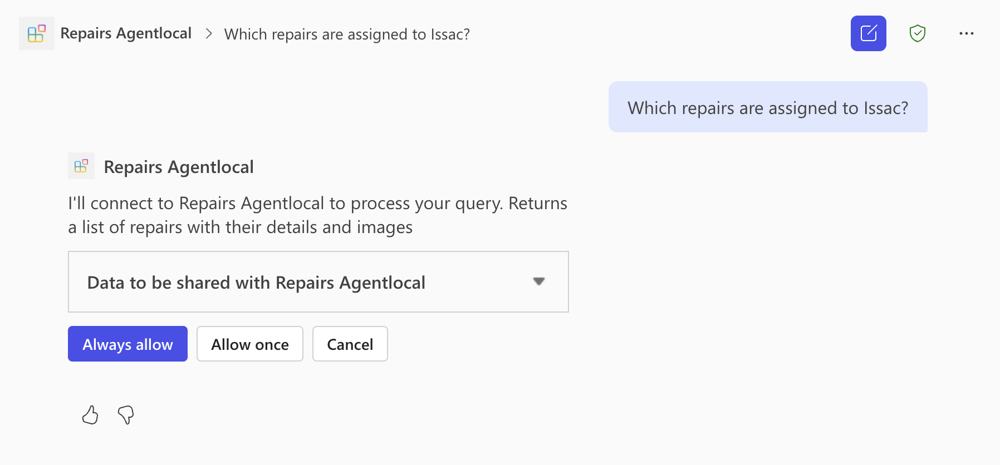 Repairs Agentlocal > Which repairs are assigned to Issac?
Which repairs are assigned to Issac?
Repairs Agentlocal
I'll connect to Repairs Agentlocal to process your query. Returns
a list of repairs with their details and images
Data to be shared with Repairs Agentlocal
Always allow Allow once Cancel